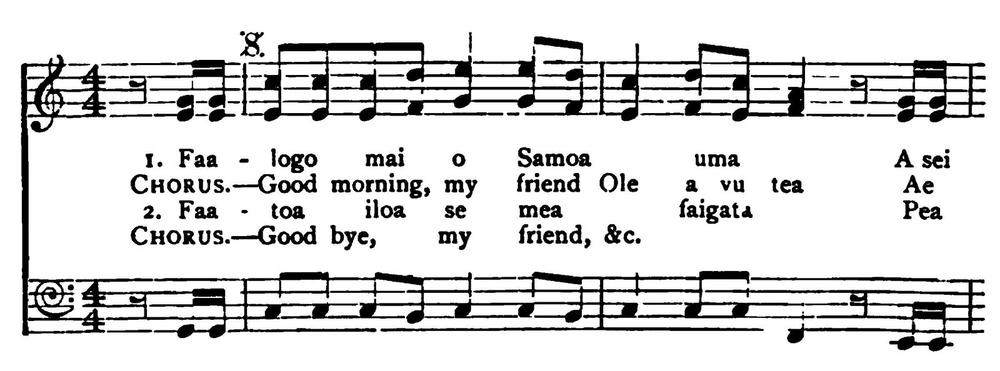 1. Faa - logo mai o Samoa uma A sei
CHORUS.—Good morning, my friend Ole a vu tea Ae
2. Faa - toa iloa se mea faigata Pea
CHORUS.—Good bye, my friend, &c.